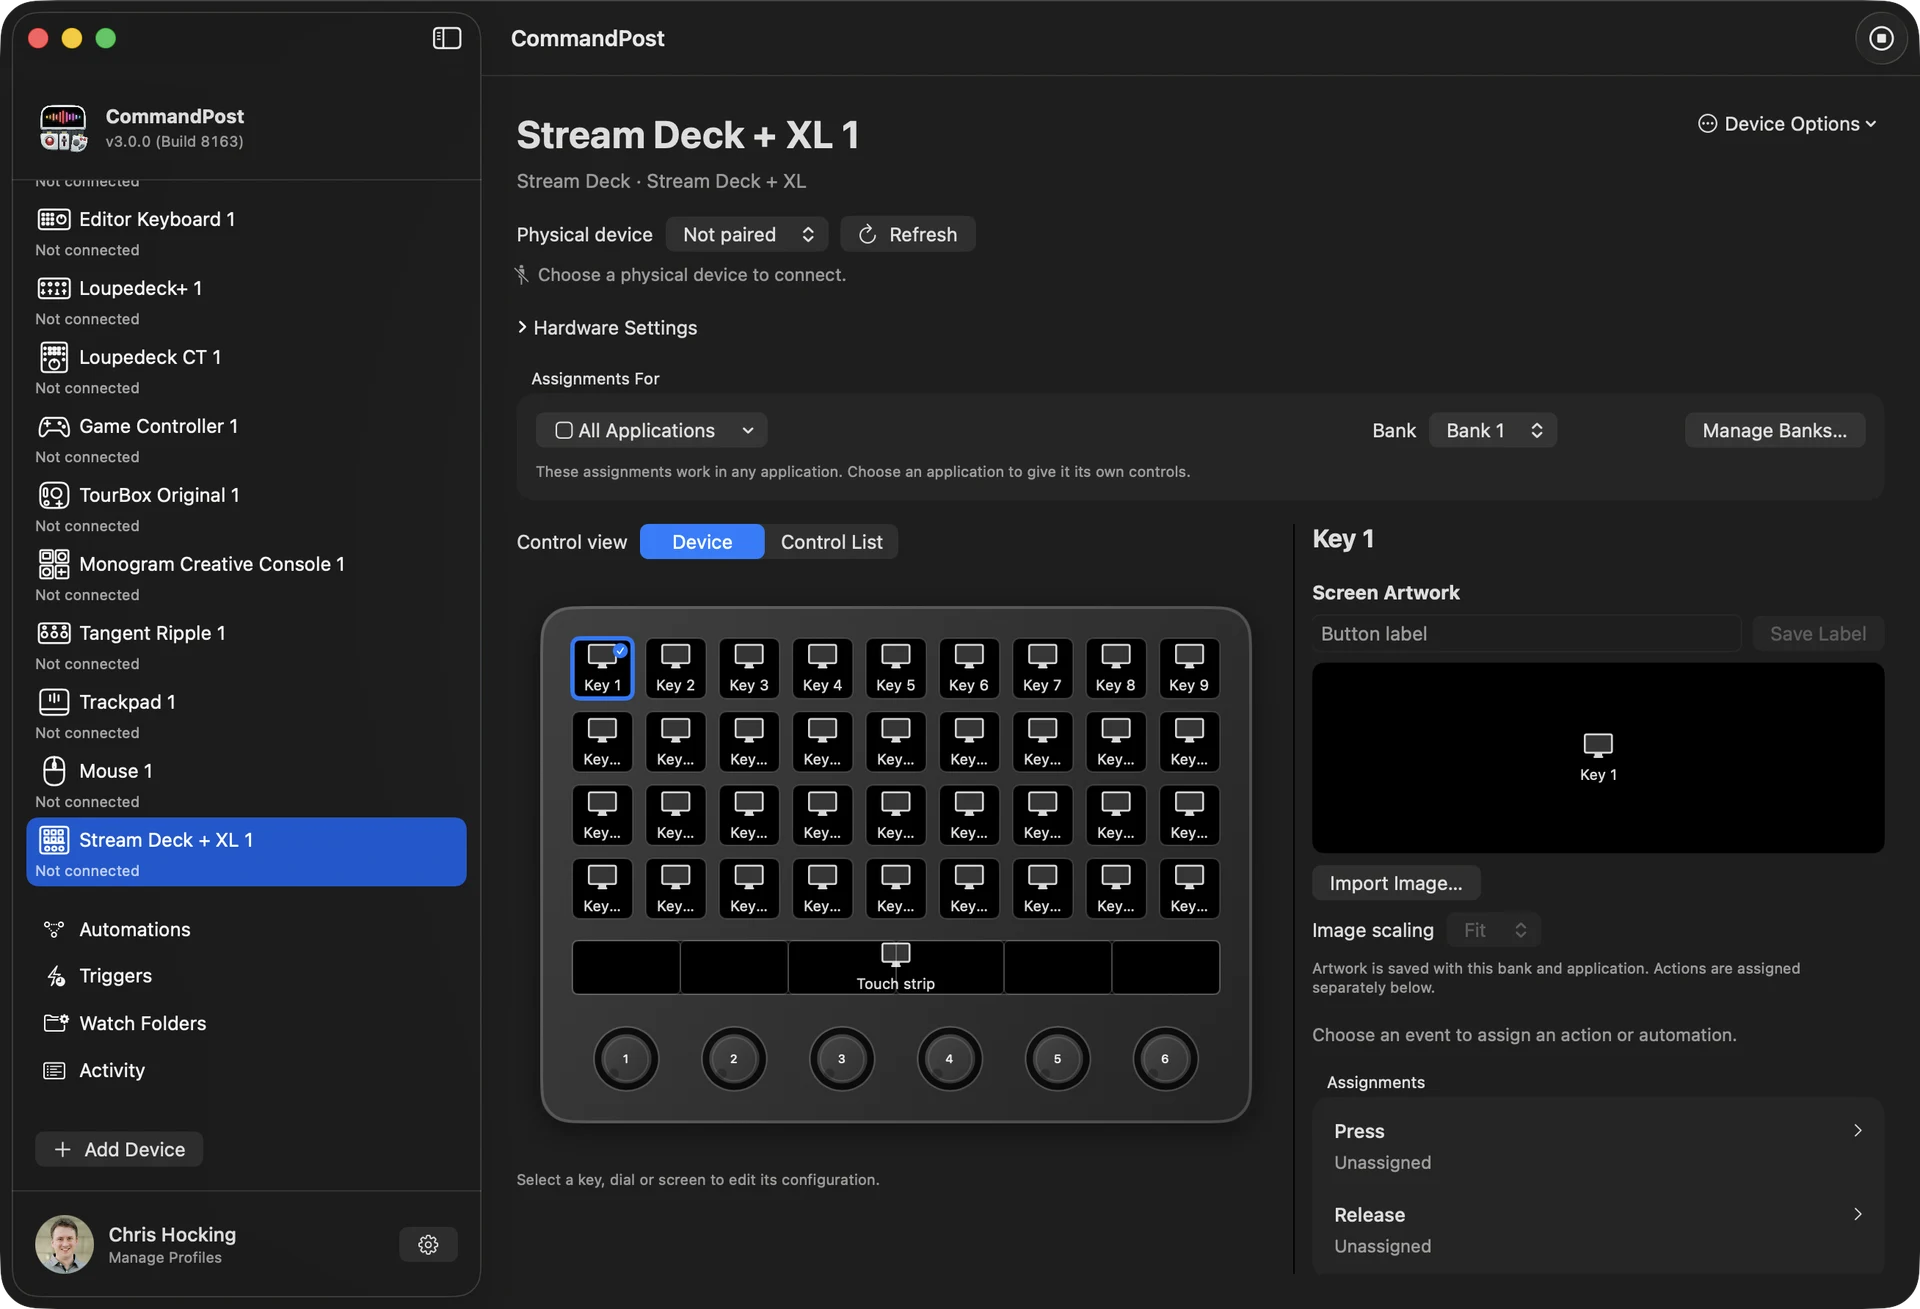 CommandPost
CommandPost
v3.0.0 (Build 8163)
Not connected
Editor Keyboard 1
Not connected
Loupedeck+ 1
Not connected
Loupedeck CT 1
Not connected
Game Controller 1
Not connected
TourBox Original 1
Not connected
Monogram Creative Console 1
Not connected
Tangent Ripple 1
Not connected
Trackpad 1
Not connected
Mouse 1
Not connected
Stream Deck + XL 1
Not connected
Automations
Triggers
Watch Folders
Activity
Add Device
Chris Hocking
Manage Profiles
Stream Deck + XL 1
Device Options
Stream Deck · Stream Deck + XL
Physical device Not paired Refresh
Choose a physical device to connect.
Hardware Settings
Assignments For
All Applications Bank Bank 1 Manage Banks...
These assignments work in any application. Choose an application to give it its own controls.
Control view Device Control List
Key 1 Key 2 Key 3 Key 4 Key 5 Key 6 Key 7 Key 8 Key 9
Key... Key... Key... Key... Key... Key... Key... Key... Key...
Key... Key... Key... Key... Key... Key... Key... Key... Key...
Key... Key... Key... Key... Key... Key... Key... Key... Key...
Touch strip
1 2 3 4 5 6
Select a key, dial or screen to edit its configuration.
Key 1
Screen Artwork
Button label Save Label
Key 1
Import Image...
Image scaling Fit
Artwork is saved with this bank and application. Actions are assigned
separately below.
Choose an event to assign an action or automation.
Assignments
Press
Unassigned
Release
Unassigned